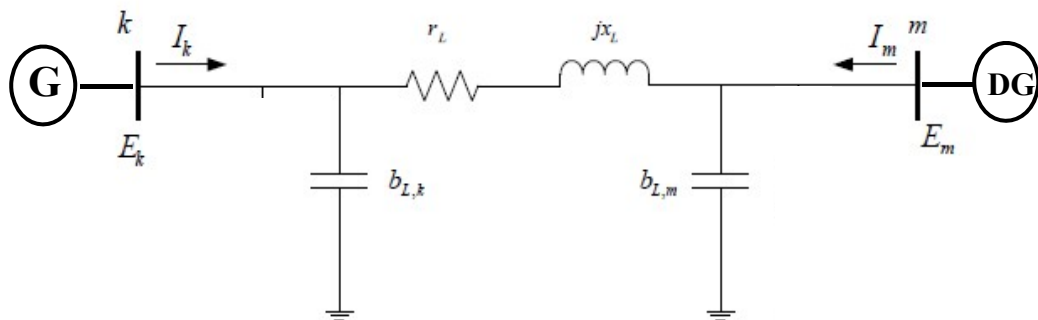 k
I_k
r_L
jx_L
I_m
m
G
DG
E_k
E_m
b_{L,k}
b_{L,m}